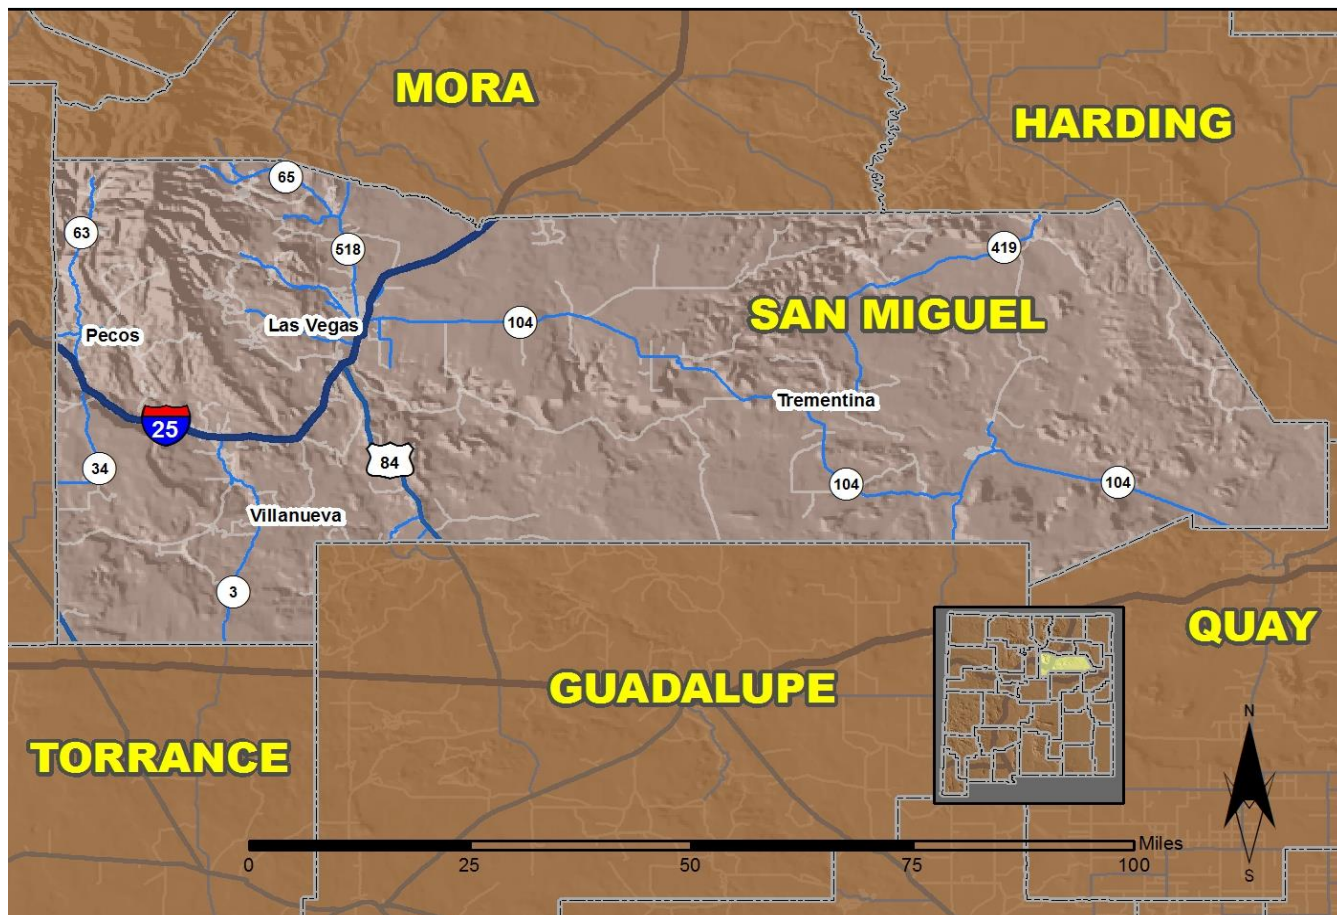 MORA
HARDING
65
63
518
419
SAN MIGUEL
Las Vegas
104
Pecos
Trementina
25
84
34
104
104
Villanueva
3
QUAY
GUADALUPE
TORRANCE
N
S
Miles
0 25 50 75 100